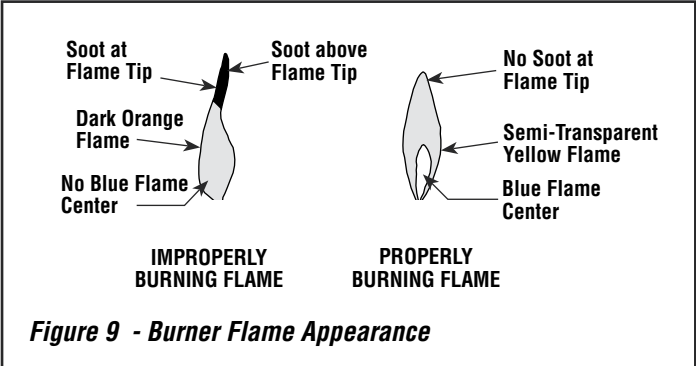 Soot at
Flame Tip
Soot above
Flame Tip
Dark Orange
Flame
No Blue Flame
Center
No Soot at
Flame Tip
Semi-Transparent
Yellow Flame
Blue Flame
Center
IMPROPERLY
BURNING FLAME
PROPERLY
BURNING FLAME
Figure 9 - Burner Flame Appearance